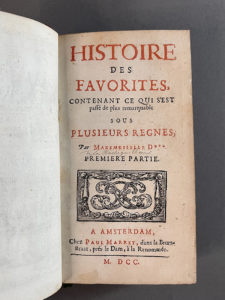 HISTOIRE
DES
FAVORITES,
CONTENANT CE QUI S'EST
passé de plus remarquable
SOUS
PLUSIEURS REGNES,
Par MADEMOISELLE D***
PREMIERE PARTIE.
A AMSTERDAM,
Chez PAUL MARRET, dans la Beurs-
straat, près le Dam, à la Renommée.
M. DCC.